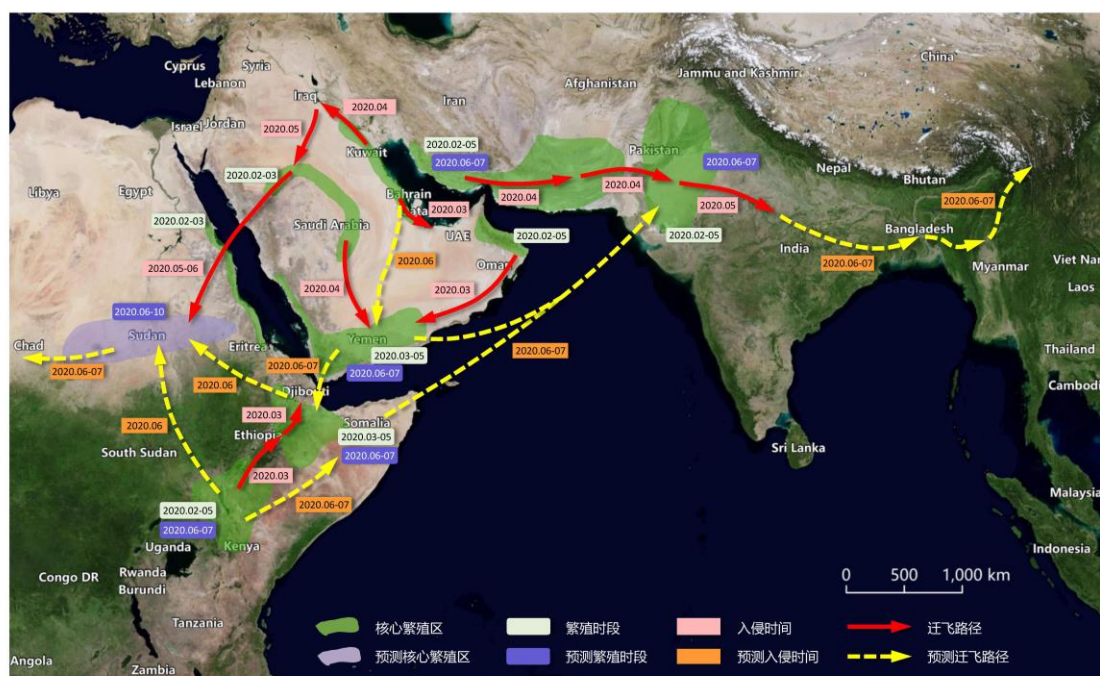 Cyprus
Syria
Lebanon
Iraq
2020.04
Iran
Afghanistan
Jammu and Kashmir
China
Israel
Jordan
2020.05
Kuwait
2020.02-05
2020.06-07
Pakistan
2020.06-07
Nepal
Bhutan
2020.06-07
Libya
Egypt
2020.02-03
2020.02-03
Bahrain
2020.03
2020.04
2020.04
2020.05
Saudi Arabia
UAE
2020.02-05
2020.02-05
Bangladesh
India
2020.06-07
Myanmar
Viet Nam
Laos
2020.05-06
2020.06
Oman
2020.04
2020.03
2020.06-10
Sudan
Chad
2020.06-07
Eritrea
Yemen
2020.03-05
2020.06-07
2020.06-07
2020.06-07
Thailand
Cambodi
2020.06
Djibouti
2020.03
Ethiopia
Somalia
2020.03-05
2020.06-07
2020.06
South Sudan
2020.03
Sri Lanka
2020.02-05
2020.06-07
2020.06-07
Malaysia
Uganda
Kenya
Indonesia
Congo DR
Rwanda
Burundi
0 500 1,000 km
Tanzania
核心繁殖区 繁殖时段 入侵时间 迁飞路径
预测核心繁殖区 预测繁殖时段 预测入侵时间 预测迁飞路径
Angola
Zambia